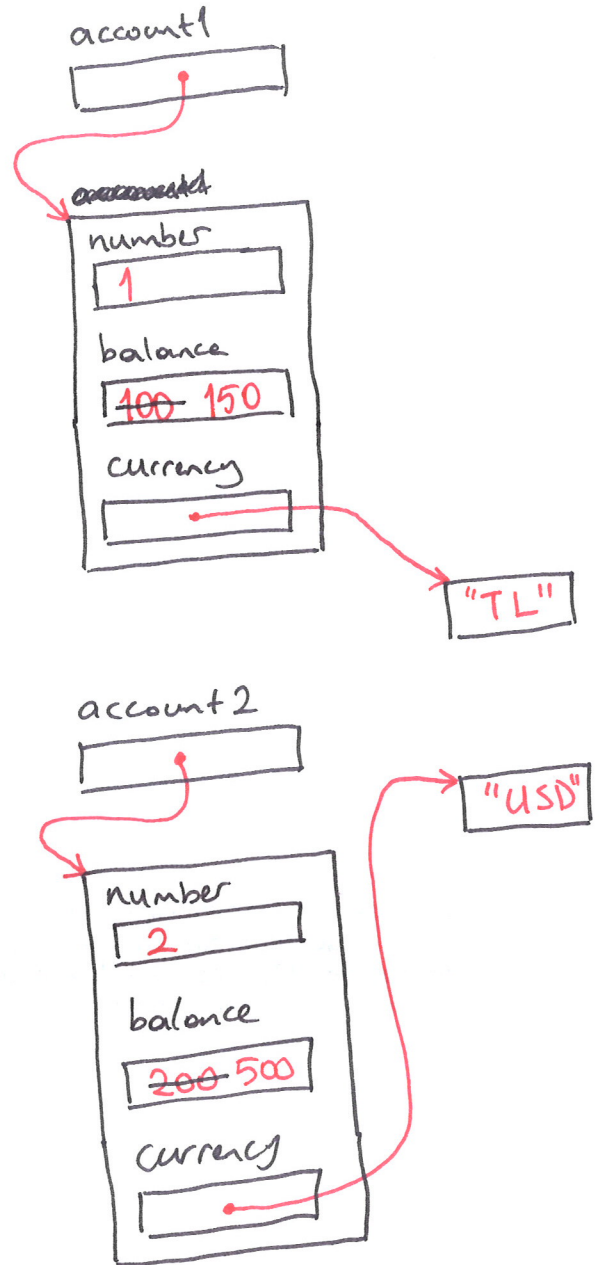 account1
number
1
balance
100 150
currency
"TL"
account2
"USD"
number
2
balance
200 500
currency